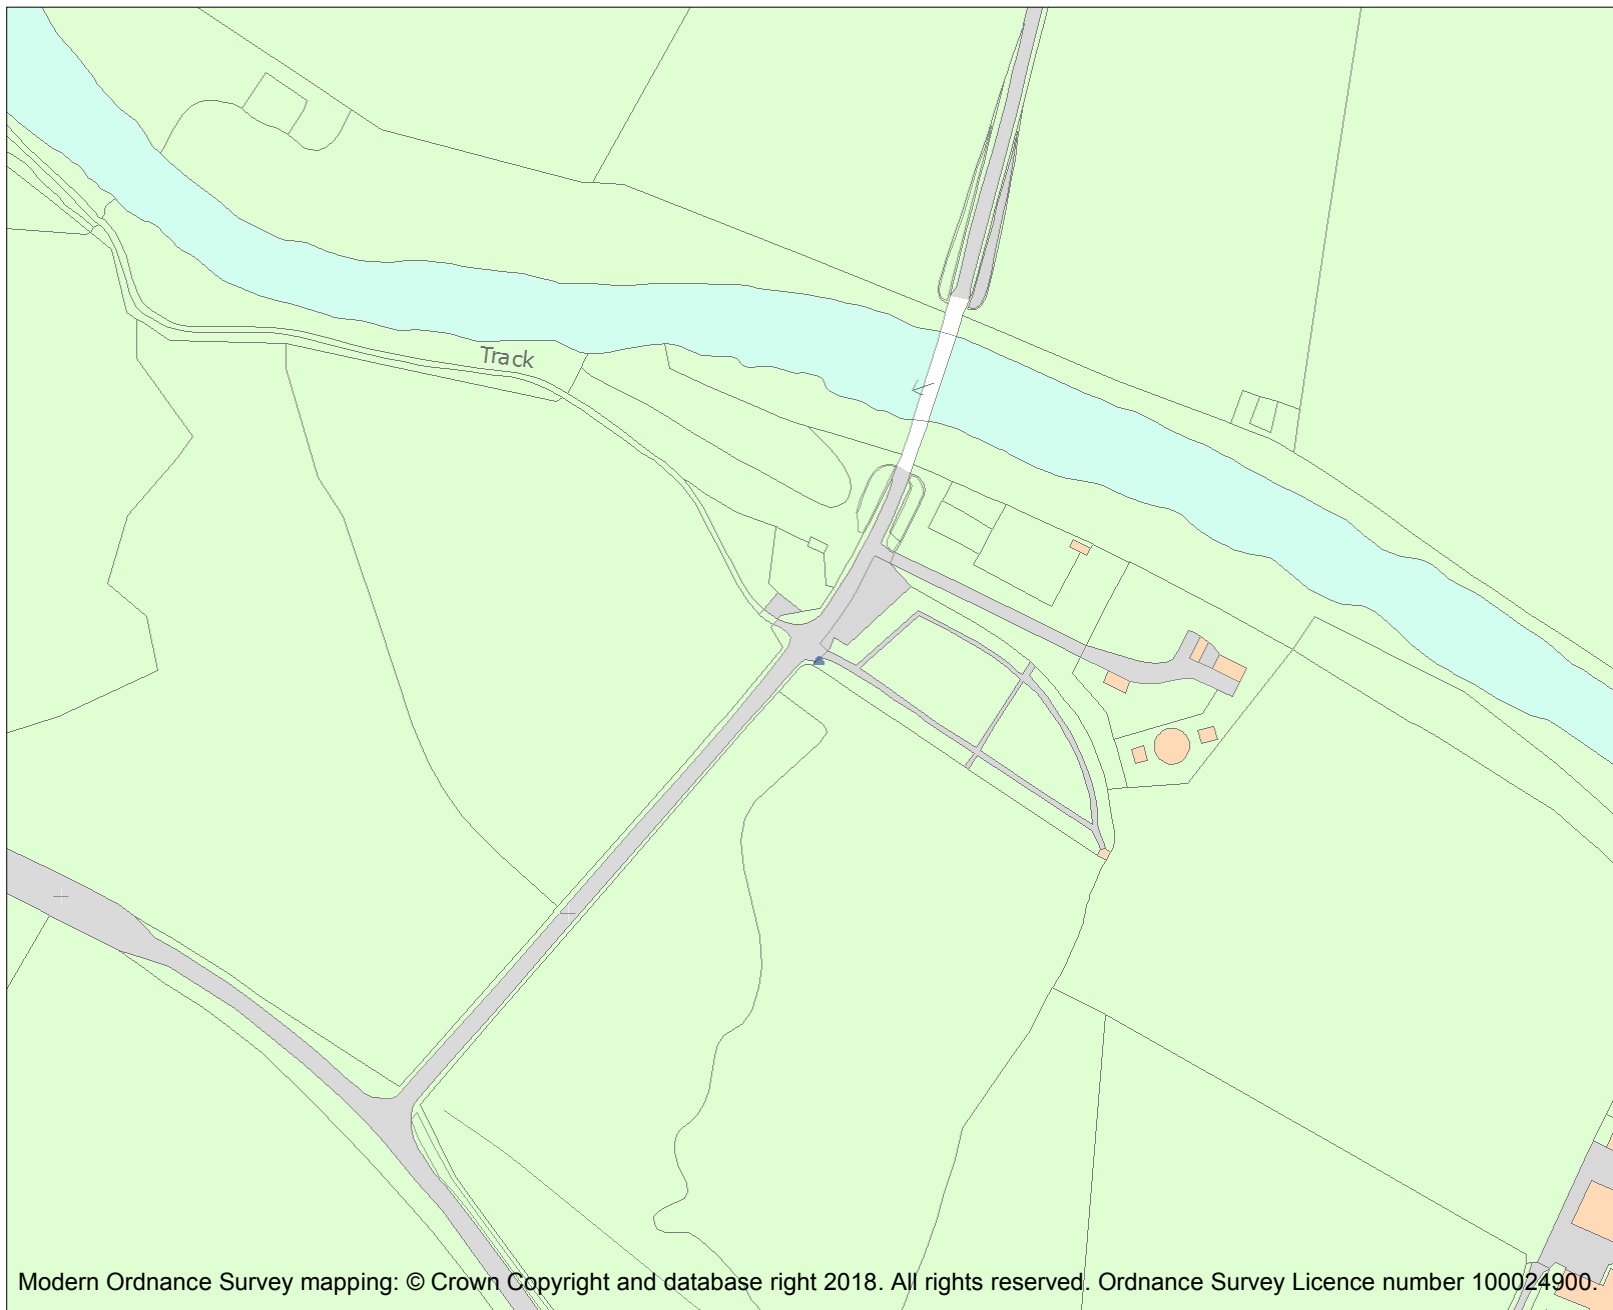 Track
Modern Ordnance Survey mapping: © Crown Copyright and database right 2018. All rights reserved. Ordnance Survey Licence number 100024900.